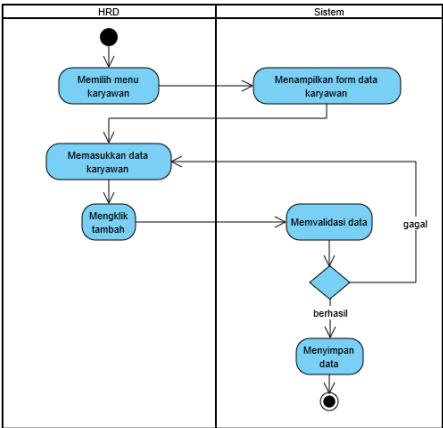 HRD
Sistem
Memilih menu
karyawan
Menampilkan form data
karyawan
Memasukkan data
karyawan
Mengklik
tambah
Memvalidasi data
gagal
berhasil
Menyimpan
data